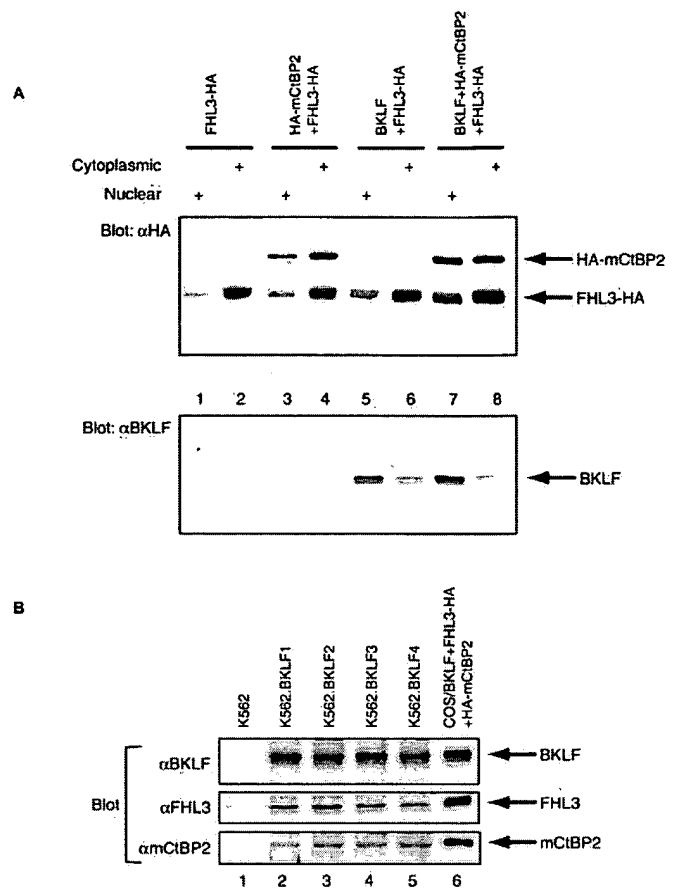 A
FHL3-HA
HA-mCtBP2
+FHL3-HA
BKLF
+FHL3-HA
BKLF+HA-mCtBP2
+FHL3-HA
Cytoplasmic + + + +
Nuclear + + + +
Blot: αHA
HA-mCtBP2
FHL3-HA
1 2 3 4 5 6 7 8
Blot: αBKLF
BKLF
B
K562
K562.BKLF1
K562.BKLF2
K562.BKLF3
K562.BKLF4
COS/BKLF+FHL3-HA
+HA-mCtBP2
Blot
αBKLF
BKLF
αFHL3
FHL3
αmCtBP2
mCtBP2
1 2 3 4 5 6